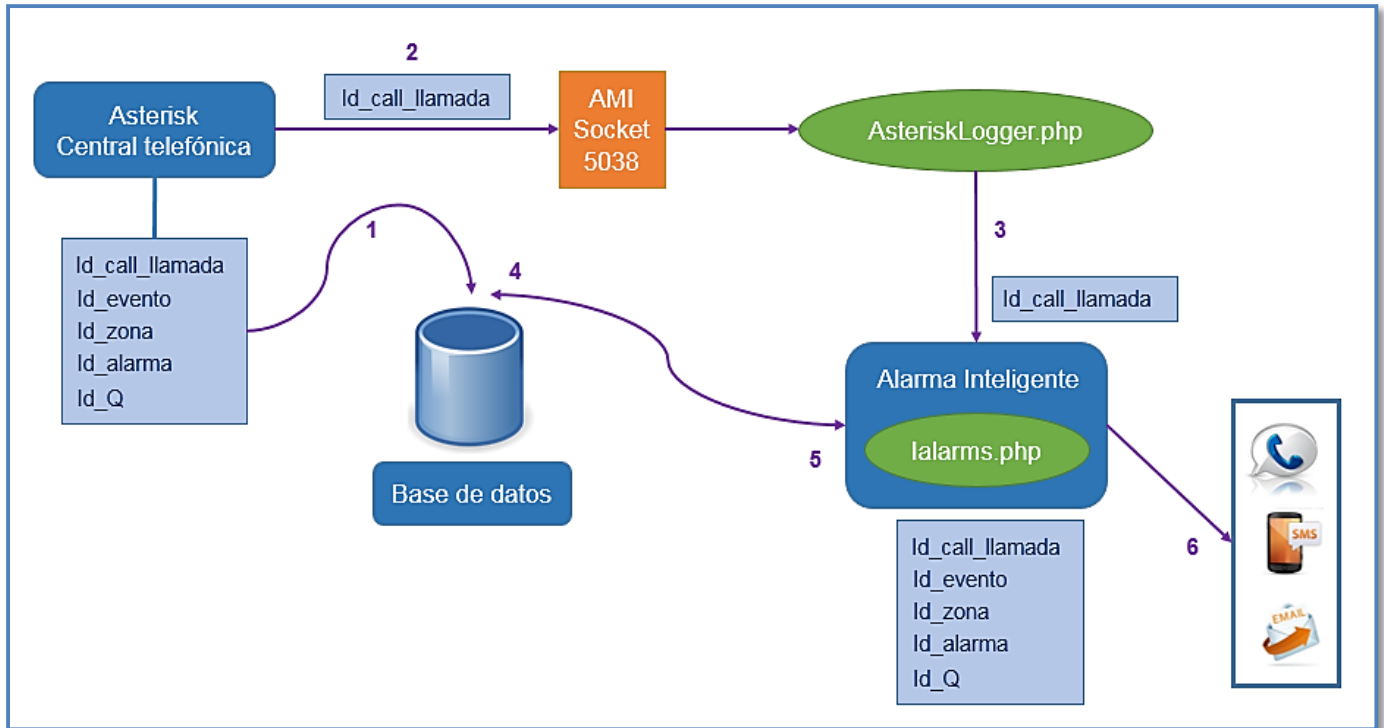 2
Id_call_llamada
Asterisk
Central telefónica
AMI
Socket
5038
AsteriskLogger.php
1
3
Id_call_llamada
Id_evento
Id_zona
Id_alarma
Id_Q
4
Id_call_llamada
Alarma Inteligente
Ialarms.php
5
Base de datos
Id_call_llamada
Id_evento
Id_zona
Id_alarma
Id_Q
6
SMS
EMAIL